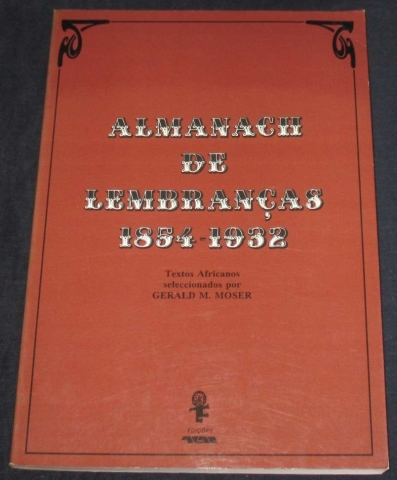 ALMANACH
DE
LEMBRANÇAS
1854-1932
Textos Africanos
seleccionados por
GERALD M. MOSER